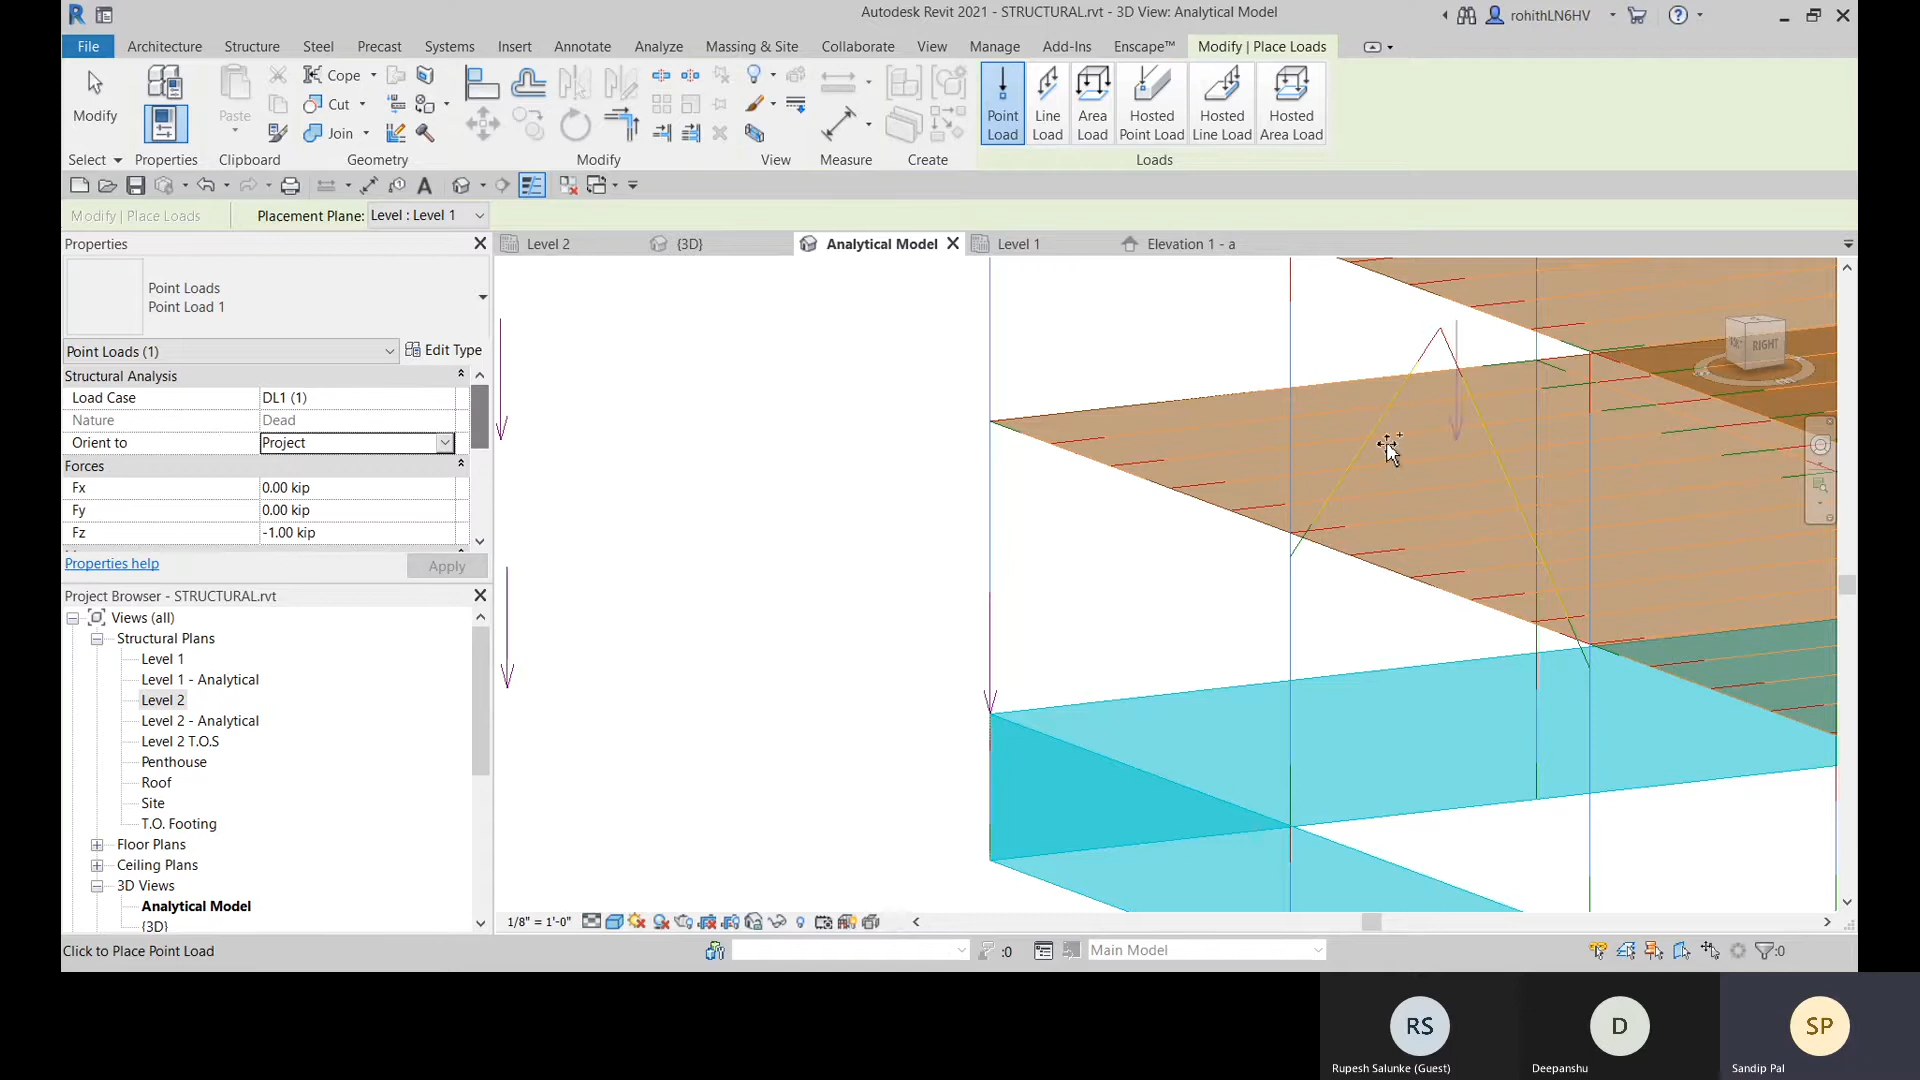 Autodesk Revit 2021 - STRUCTURAL.rvt - 3D View: Analytical Model
rohithLN6HV
File Architecture Structure Steel Precast Systems Insert Annotate Analyze Massing & Site Collaborate View Manage Add-Ins Enscape™ Modify | Place Loads
Modify
Paste
Cope
Cut
Join
Point Load
Line Load
Area Load
Hosted Point Load
Hosted Line Load
Hosted Area Load
Select Properties Clipboard Geometry Modify View Measure Create Loads
Modify | Place Loads Placement Plane: Level : Level 1
Properties
Level 2 {3D} Analytical Model Level 1 Elevation 1 - a
Point Loads
Point Load 1
Point Loads (1) Edit Type
Structural Analysis
Load Case DL1 (1)
Nature Dead
Orient to Project
Forces
Fx 0.00 kip
Fy 0.00 kip
Fz -1.00 kip
Properties help Apply
Project Browser - STRUCTURAL.rvt
Views (all)
Structural Plans
Level 1
Level 1 - Analytical
Level 2
Level 2 - Analytical
Level 2 T.O.S
Penthouse
Roof
Site
T.O. Footing
Floor Plans
Ceiling Plans
3D Views
Analytical Model
{3D}
RIGHT
1/8" = 1'-0"
Click to Place Point Load :0 Main Model :0
RS D SP
Rupesh Salunke (Guest) Deepanshu Sandip Pal